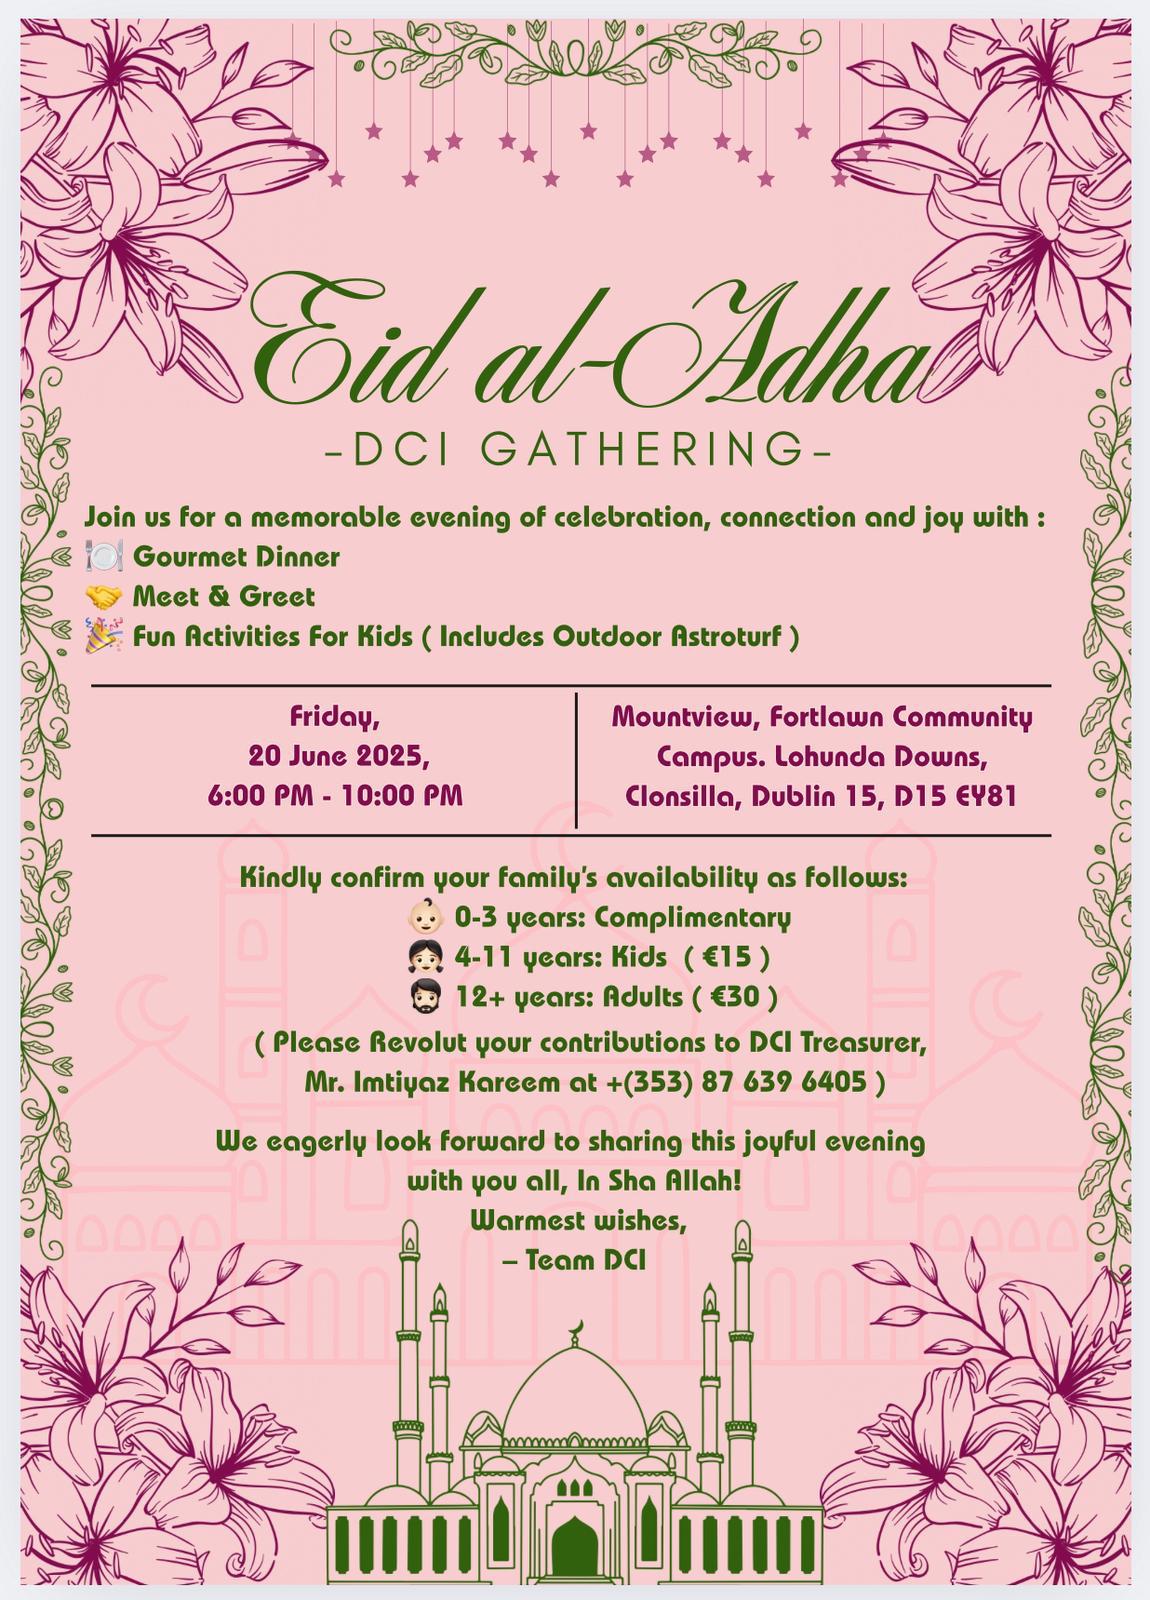 Eid al-Adha
-DCI GATHERING-
Join us for a memorable evening of celebration, connection and joy with :
🍽️ Gourmet Dinner
🤝 Meet & Greet
🎉 Fun Activities For Kids ( Includes Outdoor Astroturf )
Friday,
20 June 2025,
6:00 PM - 10:00 PM
Mountview, Fortlawn Community
Campus. Lohunda Downs,
Clonsilla, Dublin 15, D15 EY81
Kindly confirm your family's availability as follows:
👶🏻 0-3 years: Complimentary
👧🏻 4-11 years: Kids ( €15 )
🧔🏻 12+ years: Adults ( €30 )
( Please Revolut your contributions to DCI Treasurer,
Mr. Imtiyaz Kareem at +(353) 87 639 6405 )
We eagerly look forward to sharing this joyful evening
with you all, In Sha Allah!
Warmest wishes,
– Team DCI